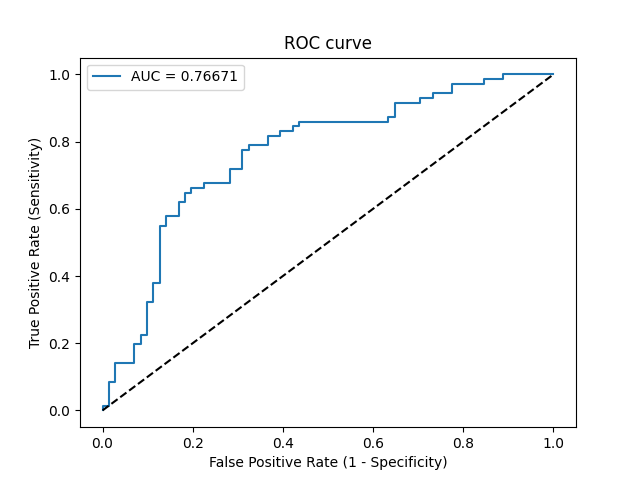 ROC curve
AUC = 0.76671
True Positive Rate (Sensitivity)
1.0
0.8
0.6
0.4
0.2
0.0
0.0 0.2 0.4 0.6 0.8 1.0
False Positive Rate (1 - Specificity)